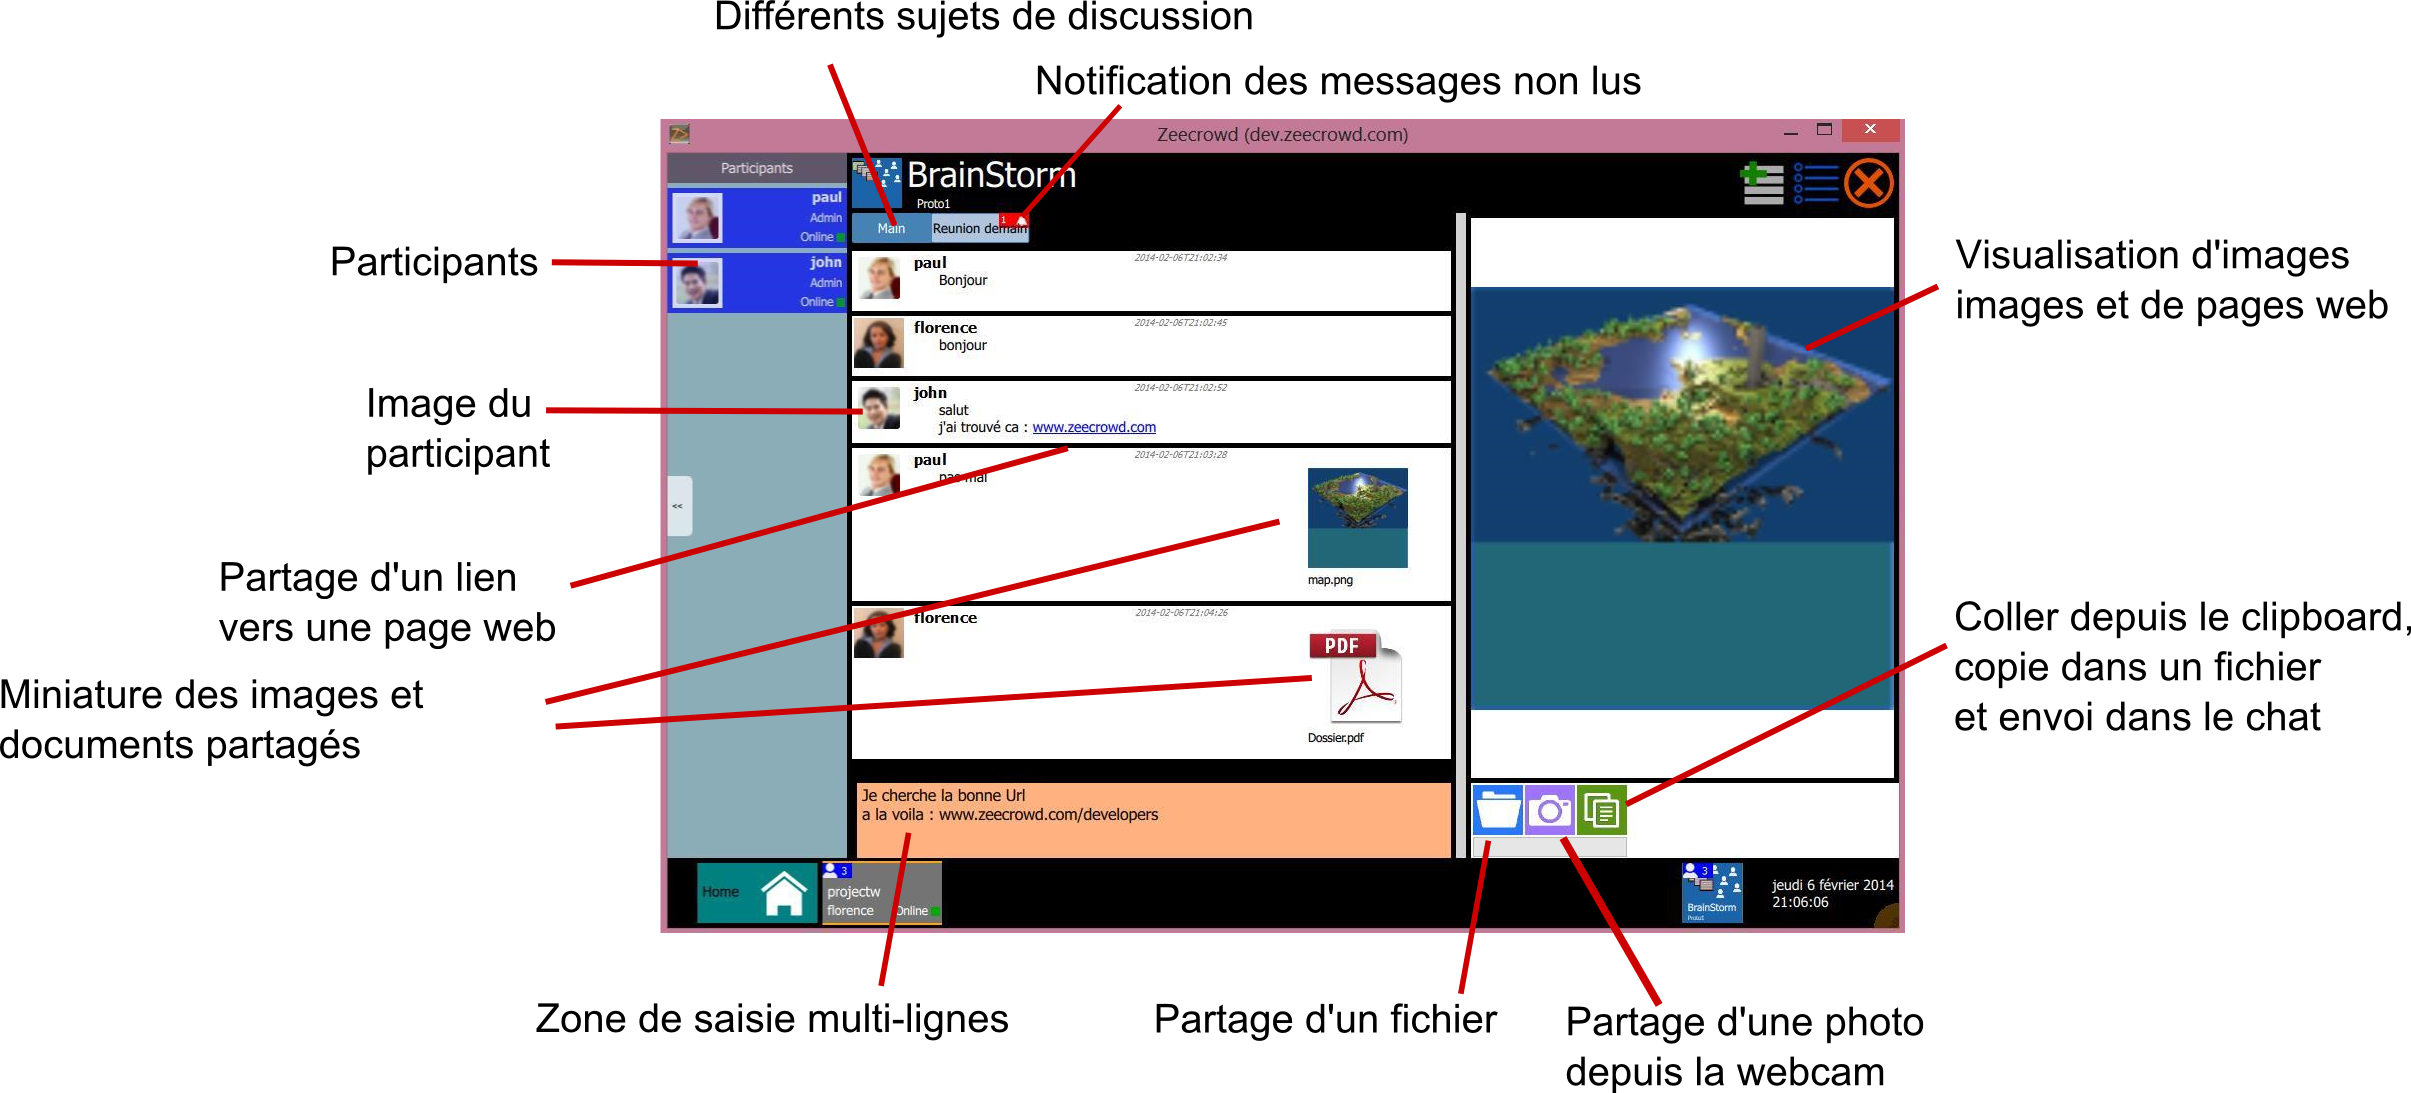 Différents sujets de discussion
Notification des messages non lus
Zeecrowd (dev.zeecrowd.com)
Participants
paul
Admin
Online
john
Admin
Online
<<
BrainStorm
Proto1
Main
Reunion demain
1
paul
2014-02-06T21:02:34
Bonjour
florence
2014-02-06T21:02:45
bonjour
john
2014-02-06T21:02:52
salut
j'ai trouvé ca : www.zeecrowd.com
paul
2014-02-06T21:03:28
pas mal
map.png
florence
2014-02-06T21:04:26
PDF
Dossier.pdf
Je cherche la bonne Url
a la voila : www.zeecrowd.com/developers
Home
3
projectw
florence Online
3
BrainStorm
Proto1
jeudi 6 février 2014
21:06:06
Participants
Image du
participant
Partage d'un lien
vers une page web
Miniature des images et
documents partagés
Visualisation d'images
images et de pages web
Coller depuis le clipboard,
copie dans un fichier
et envoi dans le chat
Zone de saisie multi-lignes
Partage d'un fichier
Partage d'une photo
depuis la webcam